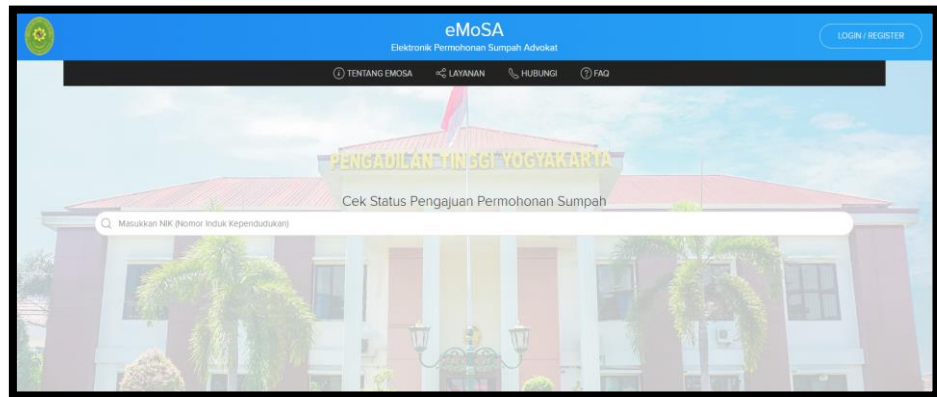 eMoSA
Elektronik Permohonan Sumpah Advokat
LOGIN / REGISTER
TENTANG EMOSA LAYANAN HUBUNGI FAQ
PENGADILAN TINGGI YOGYAKARTA
Cek Status Pengajuan Permohonan Sumpah
Masukkan NIK (Nomor Induk Kependudukan)